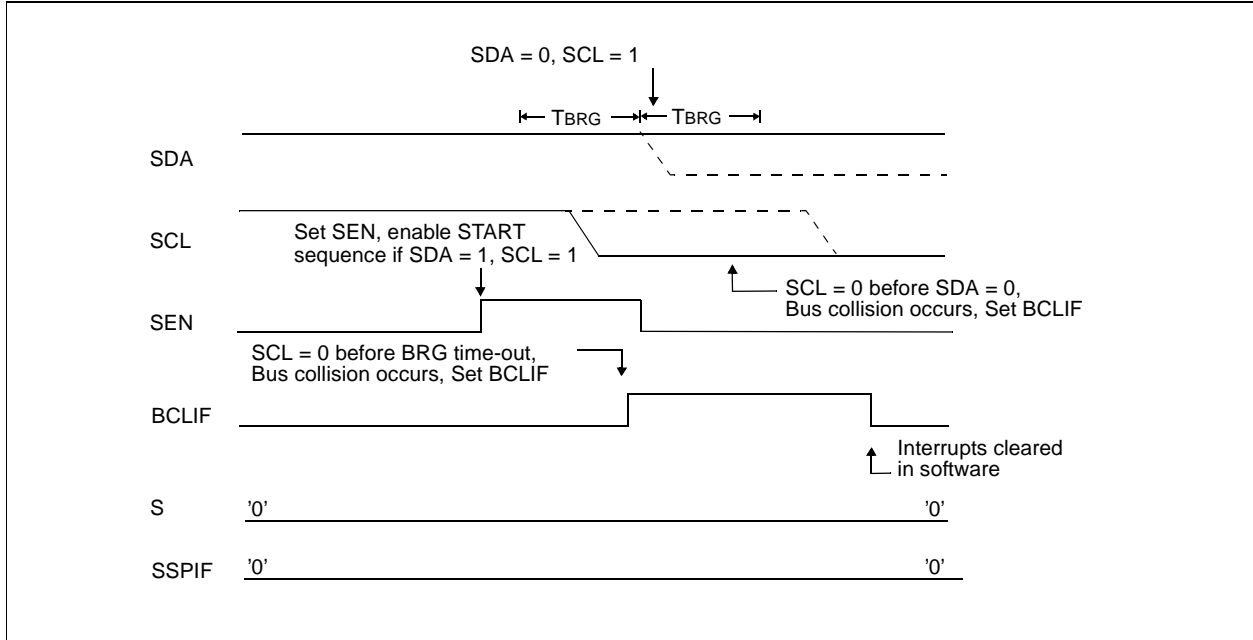 SDA = 0, SCL = 1
TBRG TBRG
SDA
SCL
Set SEN, enable START
sequence if SDA = 1, SCL = 1
SCL = 0 before SDA = 0,
Bus collision occurs, Set BCLIF
SEN
SCL = 0 before BRG time-out,
Bus collision occurs, Set BCLIF
BCLIF
Interrupts cleared
in software
S '0' '0'
SSPIF '0' '0'